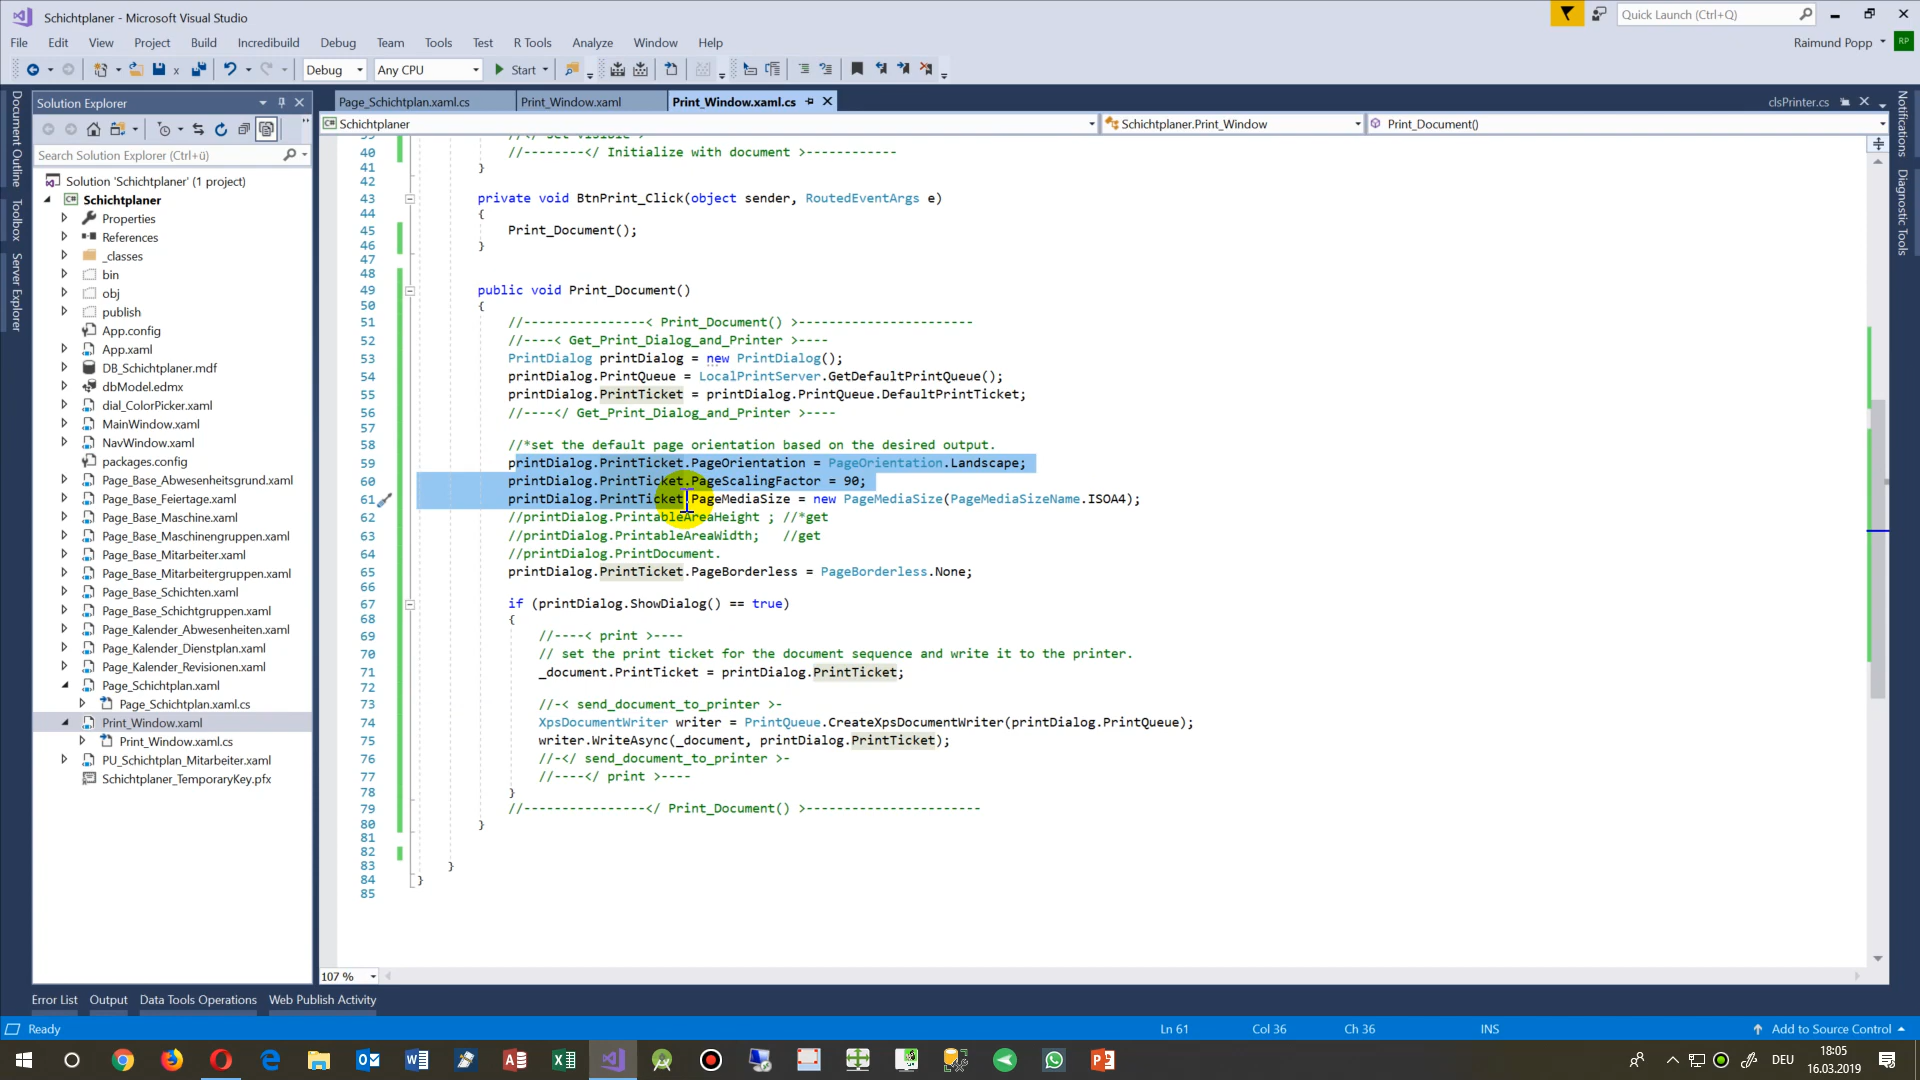 Schichtplaner - Microsoft Visual Studio
Quick Launch (Ctrl+Q)
File Edit View Project Build Incredibuild Debug Team Tools Test R Tools Analyze Window Help
Raimund Popp RP
Debug Any CPU Start
Document Outline
Toolbox
Server Explorer
Notifications
Diagnostic Tools
Solution Explorer
Page_Schichtplan.xaml.cs Print_Window.xaml Print_Window.xaml.cs clsPrinter.cs
Schichtplaner Schichtplaner.Print_Window Print_Document()
Search Solution Explorer (Ctrl+ü)
Solution 'Schichtplaner' (1 project)
Schichtplaner
Properties
References
_classes
bin
obj
publish
App.config
App.xaml
DB_Schichtplaner.mdf
dbModel.edmx
dial_ColorPicker.xaml
MainWindow.xaml
NavWindow.xaml
packages.config
Page_Base_Abwesenheitsgrund.xaml
Page_Base_Feiertage.xaml
Page_Base_Maschine.xaml
Page_Base_Maschinengruppen.xaml
Page_Base_Mitarbeiter.xaml
Page_Base_Mitarbeitergruppen.xaml
Page_Base_Schichten.xaml
Page_Base_Schichtgruppen.xaml
Page_Kalender_Abwesenheiten.xaml
Page_Kalender_Dienstplan.xaml
Page_Kalender_Revisionen.xaml
Page_Schichtplan.xaml
Page_Schichtplan.xaml.cs
Print_Window.xaml
Print_Window.xaml.cs
PU_Schichtplan_Mitarbeiter.xaml
Schichtplaner_TemporaryKey.pfx
39 //</ set visible >
40 //--------</ Initialize with document >------------
41 }
42
43 private void BtnPrint_Click(object sender, RoutedEventArgs e)
44 {
45 Print_Document();
46 }
47
48
49 public void Print_Document()
50 {
51 //----------------< Print_Document() >-----------------------
52 //----< Get_Print_Dialog_and_Printer >----
53 PrintDialog printDialog = new PrintDialog();
54 printDialog.PrintQueue = LocalPrintServer.GetDefaultPrintQueue();
55 printDialog.PrintTicket = printDialog.PrintQueue.DefaultPrintTicket;
56 //----</ Get_Print_Dialog_and_Printer >----
57
58 //*set the default page orientation based on the desired output.
59 printDialog.PrintTicket.PageOrientation = PageOrientation.Landscape;
60 printDialog.PrintTicket.PageScalingFactor = 90;
61 printDialog.PrintTicket.PageMediaSize = new PageMediaSize(PageMediaSizeName.ISOA4);
62 //printDialog.PrintableAreaHeight ; //*get
63 //printDialog.PrintableAreaWidth; //get
64 //printDialog.PrintDocument.
65 printDialog.PrintTicket.PageBorderless = PageBorderless.None;
66
67 if (printDialog.ShowDialog() == true)
68 {
69 //----< print >----
70 // set the print ticket for the document sequence and write it to the printer.
71 _document.PrintTicket = printDialog.PrintTicket;
72
73 //-< send_document_to_printer >-
74 XpsDocumentWriter writer = PrintQueue.CreateXpsDocumentWriter(printDialog.PrintQueue);
75 writer.WriteAsync(_document, printDialog.PrintTicket);
76 //-</ send_document_to_printer >-
77 //----</ print >----
78 }
79 //----------------</ Print_Document() >-----------------------
80 }
81
82
83 }
84 }
85
107 %
Error List Output Data Tools Operations Web Publish Activity
Ready Ln 61 Col 36 Ch 36 INS Add to Source Control
DEU 18:05
16.03.2019